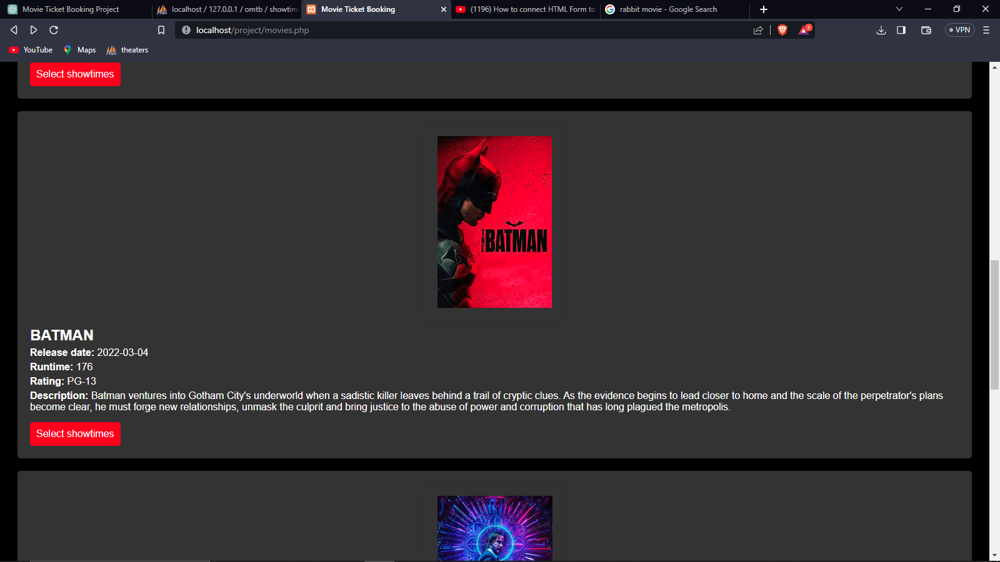 Movie Ticket Booking Project
localhost / 127.0.0.1 / omtb / showtim
Movie Ticket Booking
(1196) How to connect HTML Form to
rabbit movie - Google Search
localhost/project/movies.php
1
VPN
YouTube
Maps
theaters
Select showtimes
THE BATMAN
BATMAN
Release date: 2022-03-04
Runtime: 176
Rating: PG-13
Description: Batman ventures into Gotham City's underworld when a sadistic killer leaves behind a trail of cryptic clues. As the evidence begins to lead closer to home and the scale of the perpetrator's plans
become clear, he must forge new relationships, unmask the culprit and bring justice to the abuse of power and corruption that has long plagued the metropolis.
Select showtimes